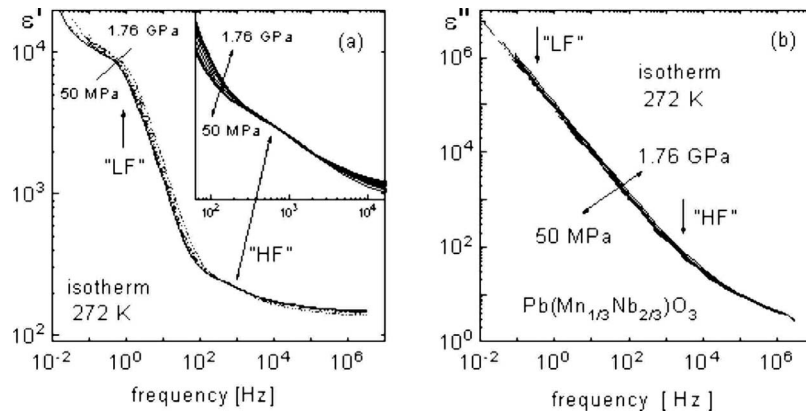 ε'
10⁴
10³
10²
1.76 GPa
50 MPa
"LF"
isotherm
272 K
(a)
1.76 GPa
50 MPa
10² 10³ 10⁴
"HF"
10⁻² 10⁰ 10² 10⁴ 10⁶
frequency [Hz]
ε''
10⁶
10⁴
10²
10⁰
"LF"
(b)
isotherm
272 K
1.76 GPa
50 MPa
"HF"
Pb(Mn₁/₃Nb₂/₃)O₃
10⁻² 10⁰ 10² 10⁴ 10⁶
frequency [ Hz ]